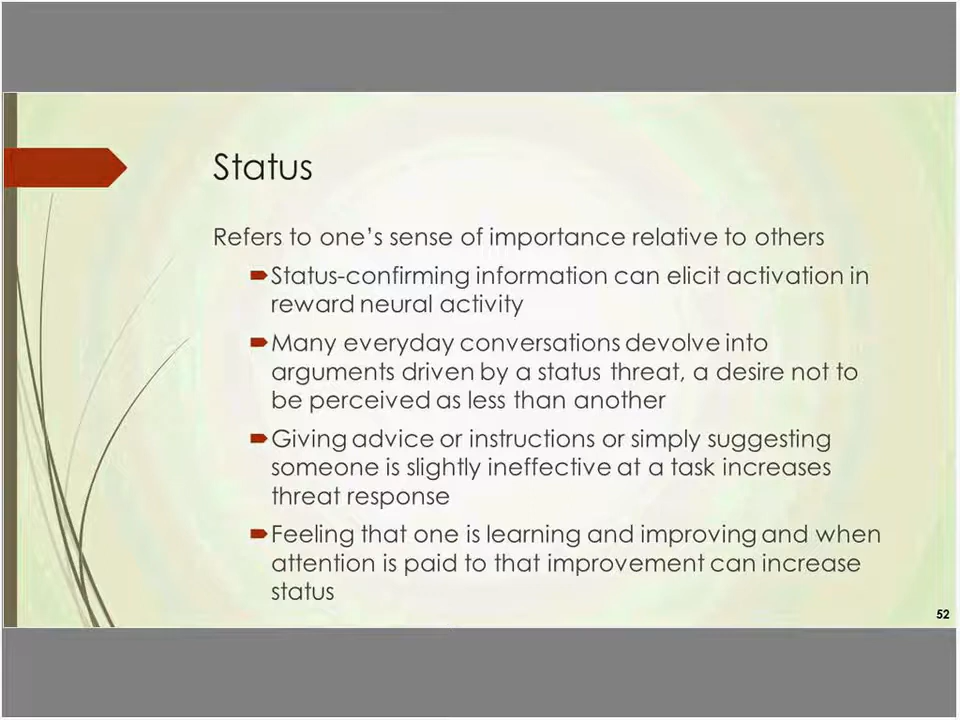 Status
Refers to one’s sense of importance relative to others
Status-confirming information can elicit activation in
reward neural activity
Many everyday conversations devolve into
arguments driven by a status threat, a desire not to
be perceived as less than another
Giving advice or instructions or simply suggesting
someone is slightly ineffective at a task increases
threat response
Feeling that one is learning and improving and when
attention is paid to that improvement can increase
status
52